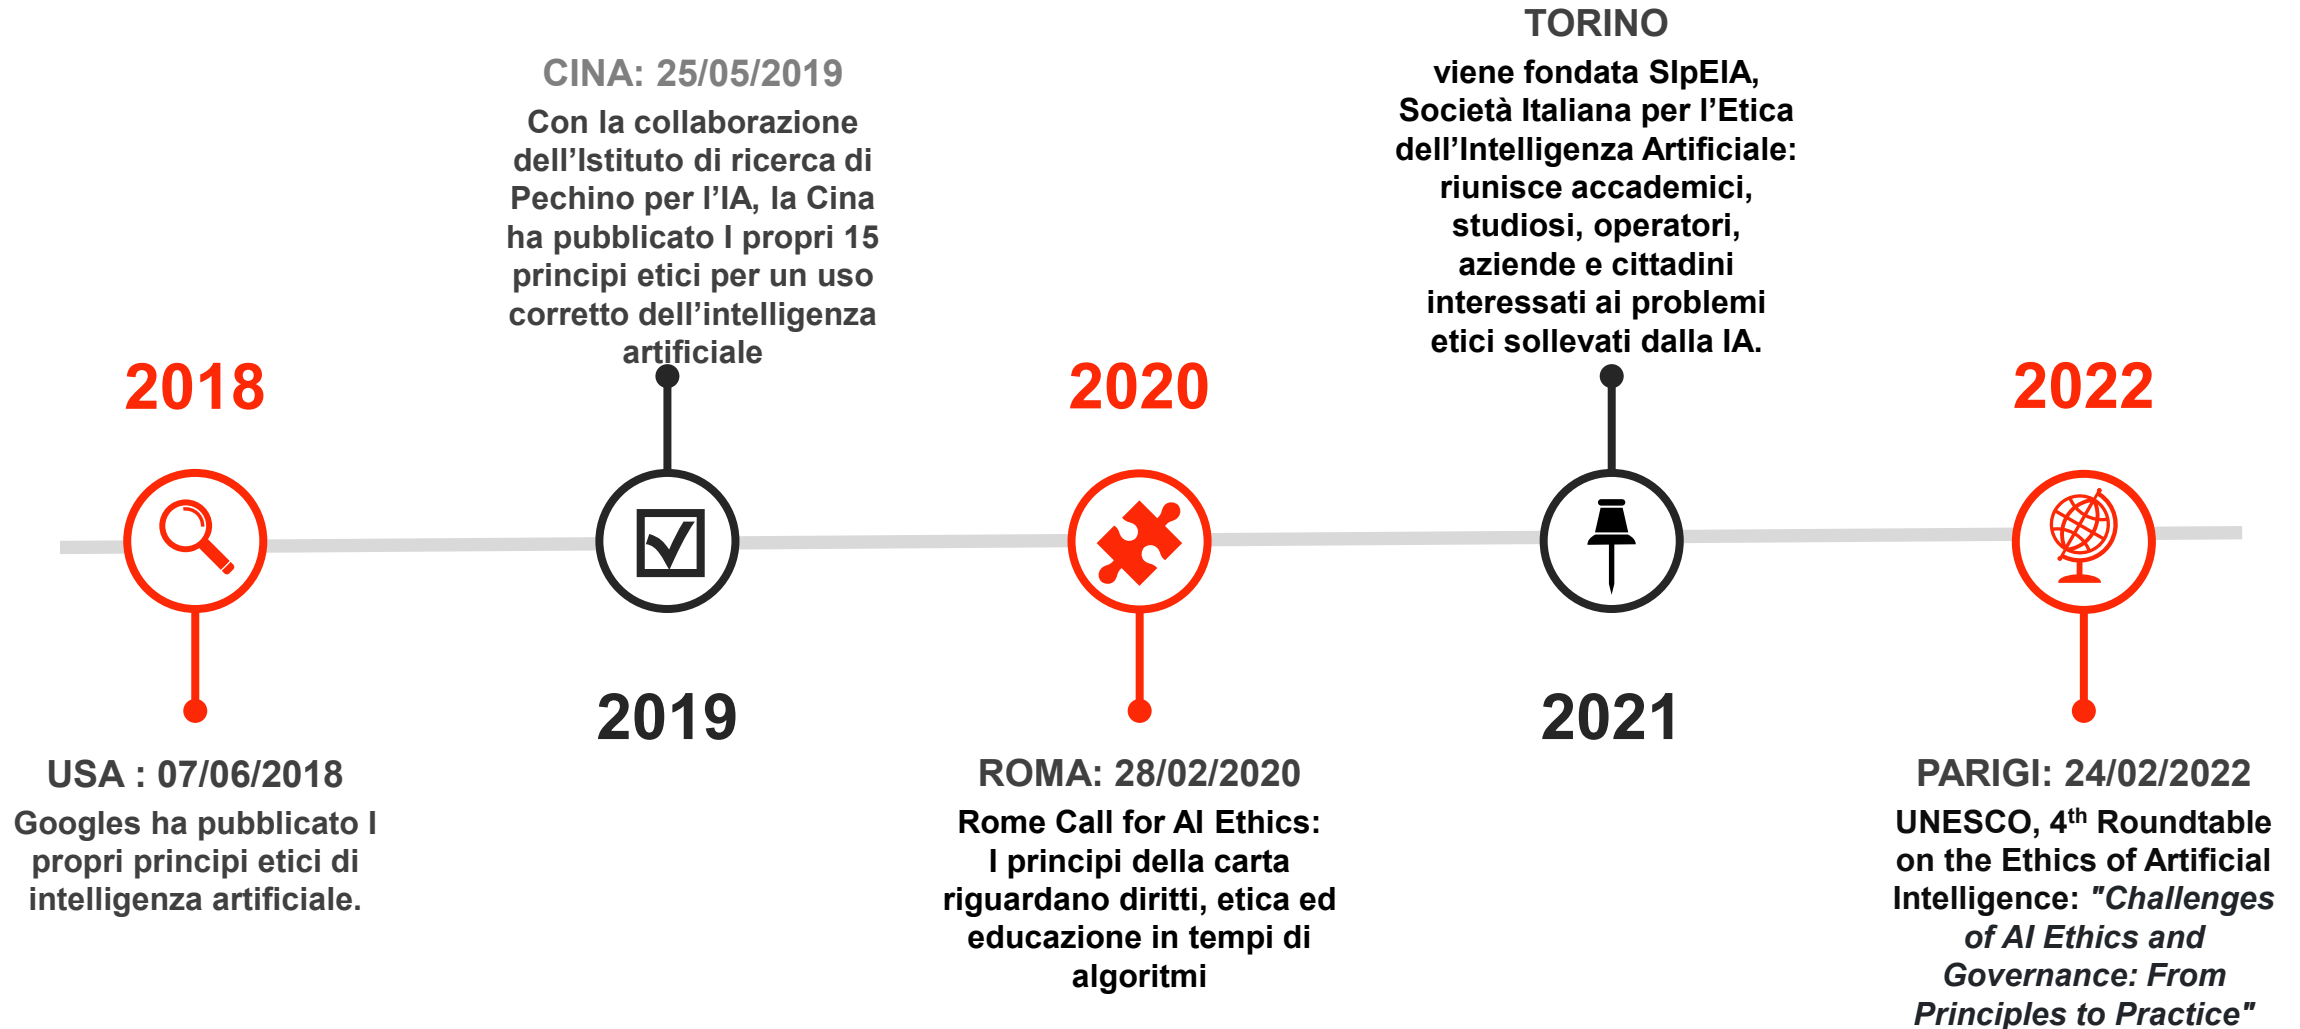 2018
USA : 07/06/2018
Googles ha pubblicato I
propri principi etici di
intelligenza artificiale.
CINA: 25/05/2019
Con la collaborazione
dell’Istituto di ricerca di
Pechino per l’IA, la Cina
ha pubblicato I propri 15
principi etici per un uso
corretto dell’intelligenza
artificiale
2019
2020
ROMA: 28/02/2020
Rome Call for AI Ethics:
I principi della carta
riguardano diritti, etica ed
educazione in tempi di
algoritmi
TORINO
viene fondata SIpEIA,
Società Italiana per l’Etica
dell’Intelligenza Artificiale:
riunisce accademici,
studiosi, operatori,
aziende e cittadini
interessati ai problemi
etici sollevati dalla IA.
2021
2022
PARIGI: 24/02/2022
UNESCO, 4th Roundtable
on the Ethics of Artificial
Intelligence: "Challenges
of AI Ethics and
Governance: From
Principles to Practice"